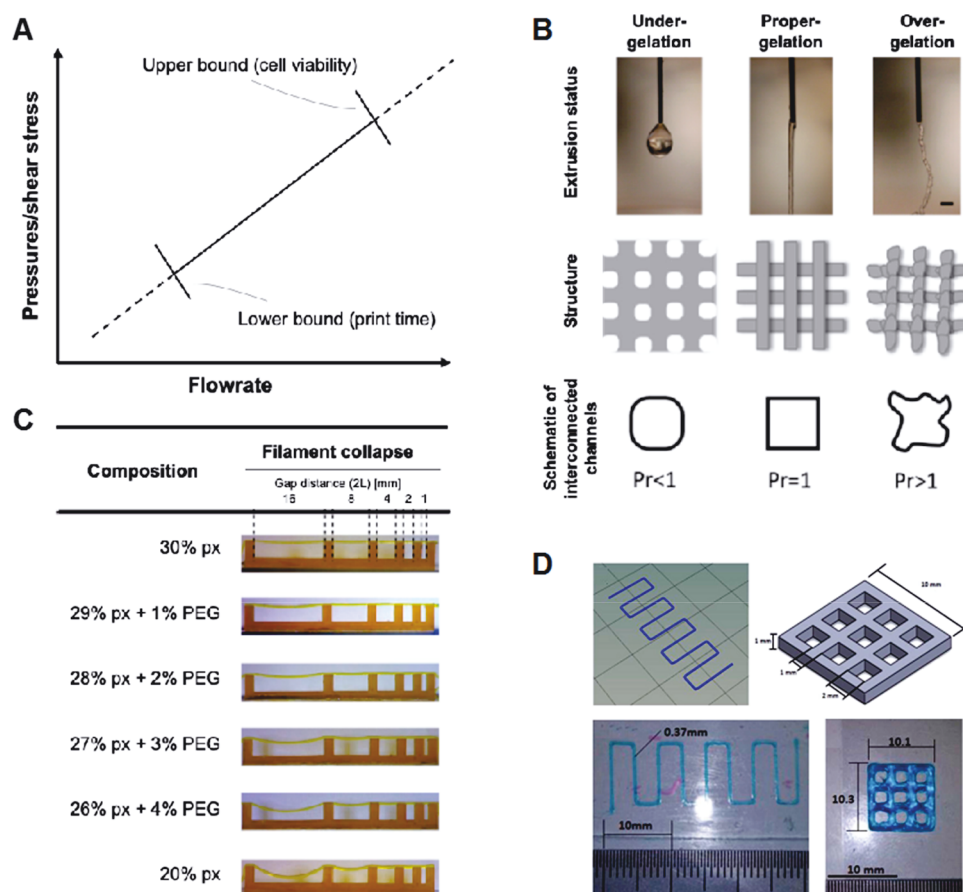 A
Pressures/shear stress
Upper bound (cell viability)
Lower bound (print time)
Flowrate
B
Under-
gelation
Proper-
gelation
Over-
gelation
Extrusion status
Structure
Schematic of
interconnected
channels
Pr<1
Pr=1
Pr>1
C
Composition
Filament collapse
Gap distance (2L) [mm]
16 8 4 2 1
30% px
29% px + 1% PEG
28% px + 2% PEG
27% px + 3% PEG
26% px + 4% PEG
20% px
D
10 mm
1 mm
1 mm
2 mm
0.37mm
10mm
10.1
10.3
10 mm